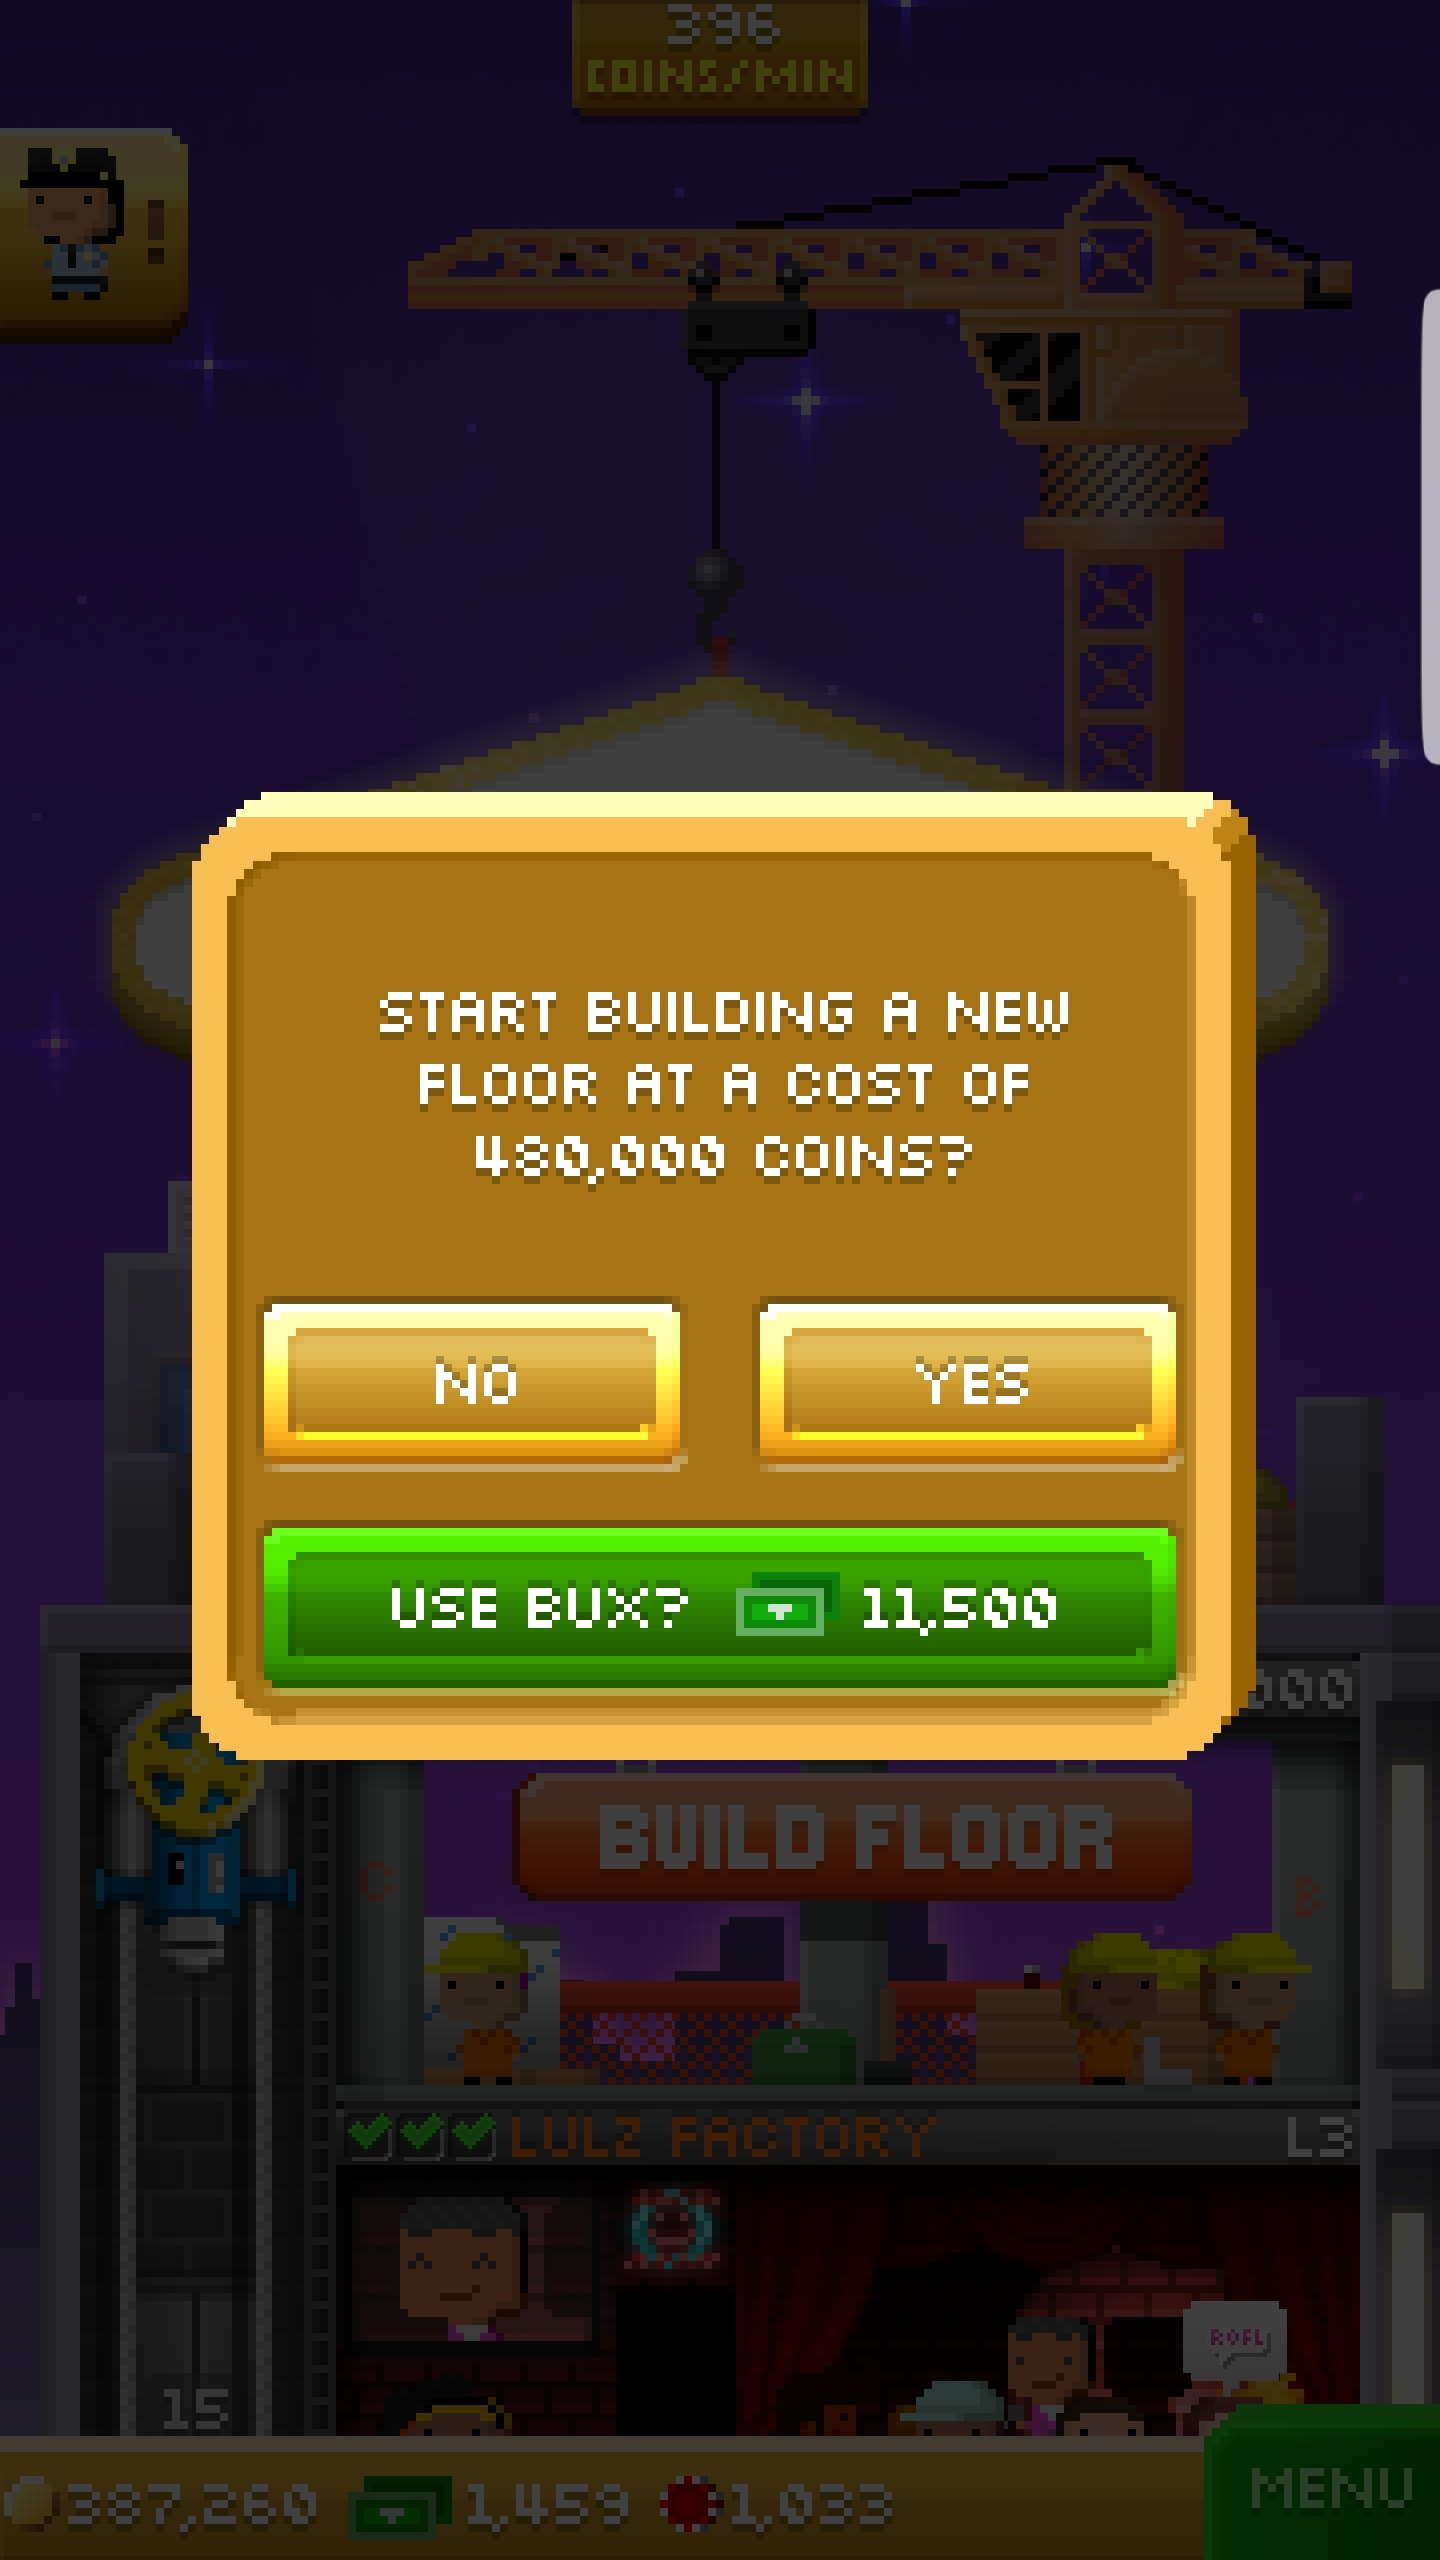 396
COINS/MIN
!
START BUILDING A NEW
FLOOR AT A COST OF
480,000 COINS?
NO
YES
USE BUX? 11,500
000
BUILD FLOOR
C
B
LULZ FACTORY L3
ROFL
15
387,260 1,459 1,033
MENU